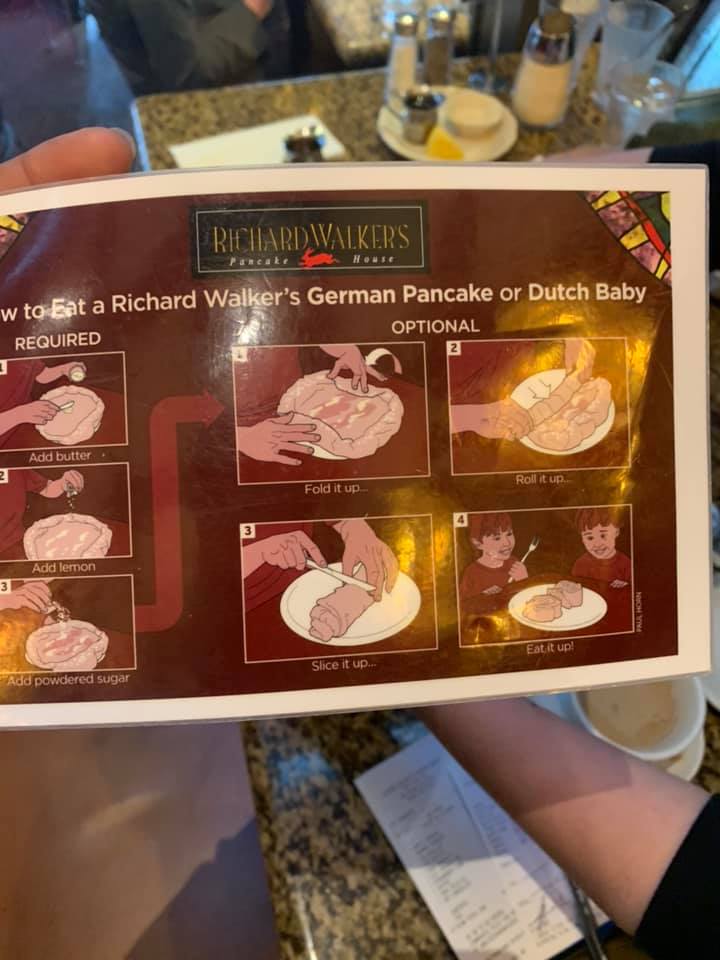 RICHARD WALKER'S
Pancake House
w to Eat a Richard Walker's German Pancake or Dutch Baby
REQUIRED
1
Add butter
2
Add lemon
3
Add powdered sugar
OPTIONAL
1
Fold it up...
2
Roll it up...
3
Slice it up...
4
Eat it up!
PAUL HORN